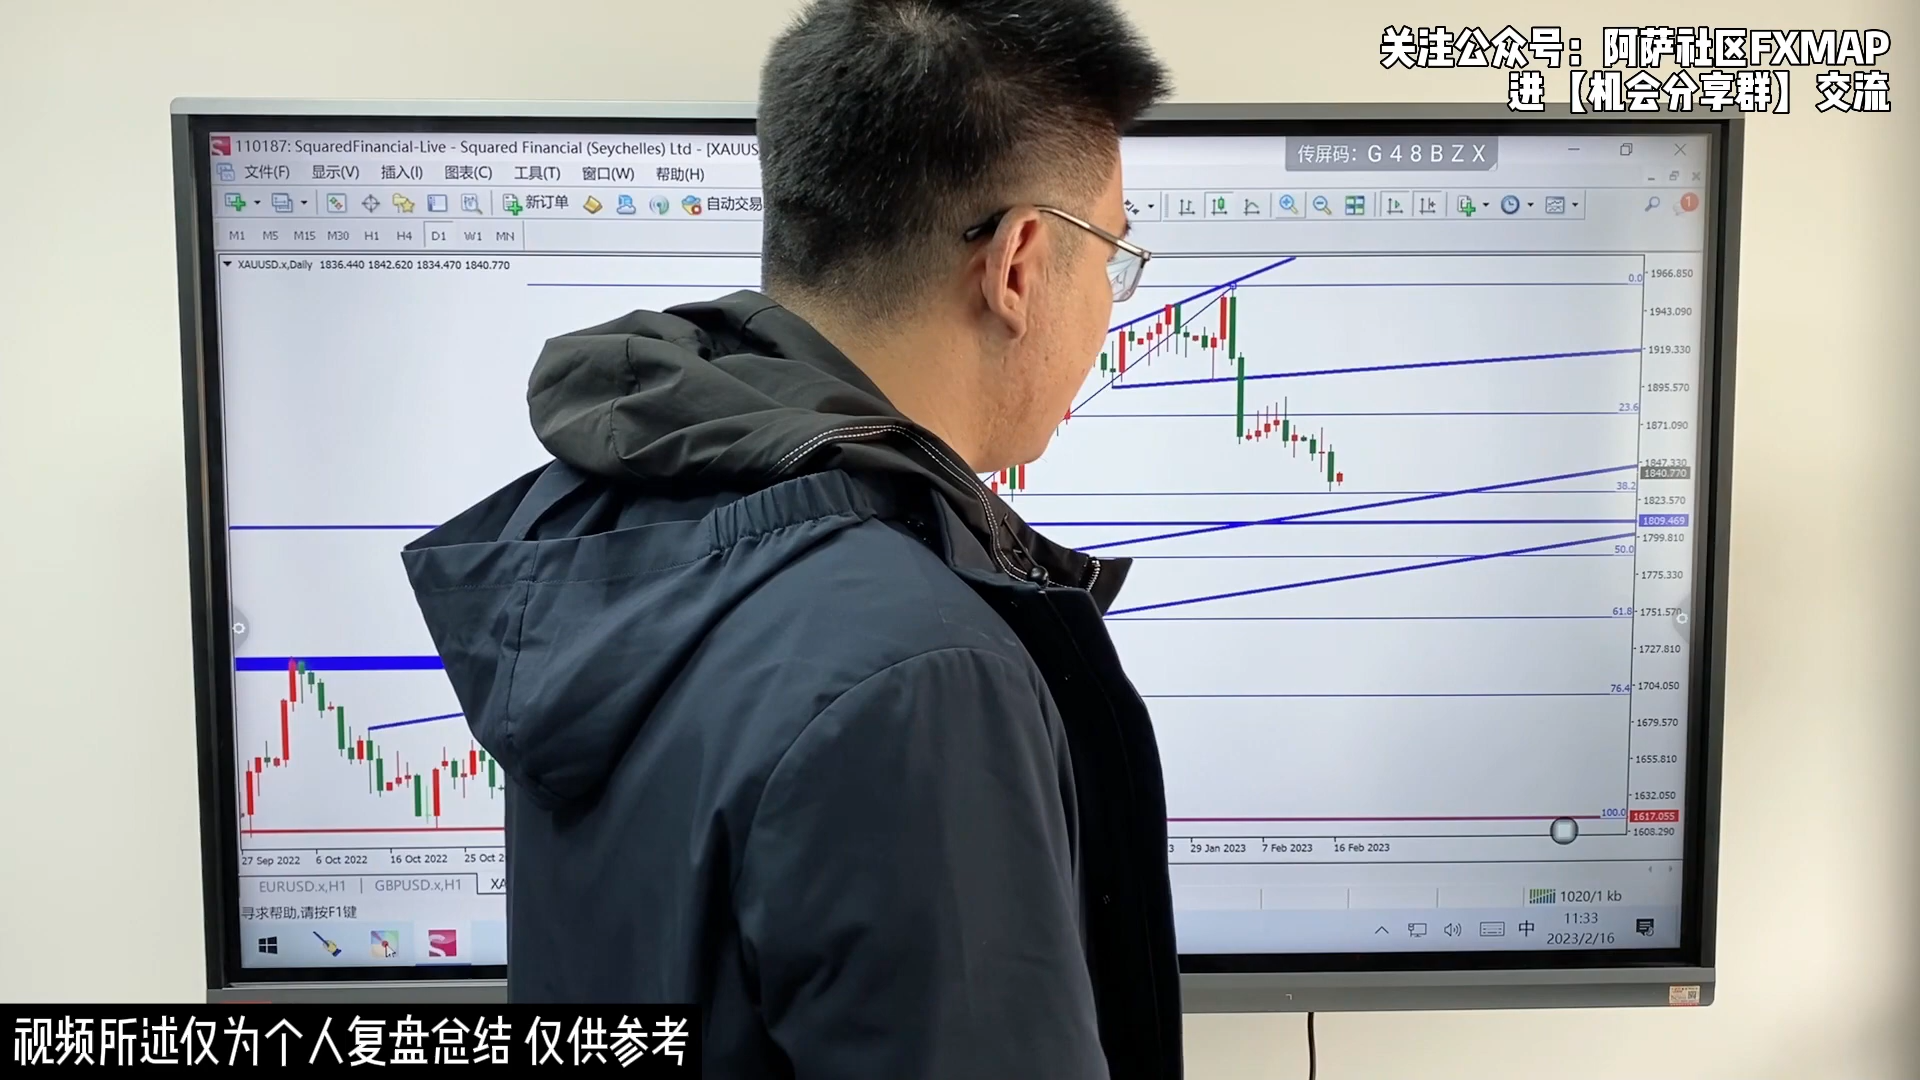 关注公众号：阿萨社区FXMAP
进【机会分享群】交流
110187: SquaredFinancial-Live - Squared Financial (Seychelles) Ltd - [XAUUS
传屏码：G48BZX
文件(F) 显示(V) 插入(I) 图表(C) 工具(T) 窗口(W) 帮助(H)
新订单 自动交易
1
M1 M5 M15 M30 H1 H4 D1 W1 MN
XAUUSD.x,Daily 1836.440 1842.620 1834.470 1840.770
0.0
1966.850
1943.090
1919.330
1895.570
23.6
1871.090
1847.330
1840.770
38.2
1823.570
1809.469
1799.810
50.0
1775.330
61.8
1751.570
1727.810
76.4
1704.050
1679.570
1655.810
1632.050
100.0
1617.055
1608.290
27 Sep 2022 6 Oct 2022 16 Oct 2022 25 Oct 2
3 29 Jan 2023 7 Feb 2023 16 Feb 2023
EURUSD.x,H1 GBPUSD.x,H1 XA
寻求帮助,请按F1键
1020/1 kb
中
11:33
2023/2/16
视频所述仅为个人复盘总结 仅供参考